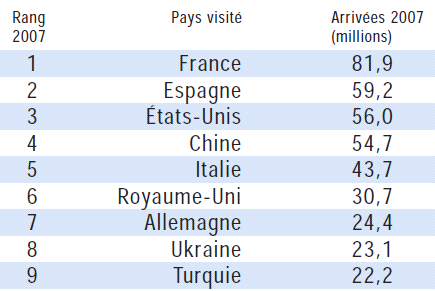 Rang 2007 Pays visité Arrivées 2007 (millions)
1 France 81,9
2 Espagne 59,2
3 États-Unis 56,0
4 Chine 54,7
5 Italie 43,7
6 Royaume-Uni 30,7
7 Allemagne 24,4
8 Ukraine 23,1
9 Turquie 22,2